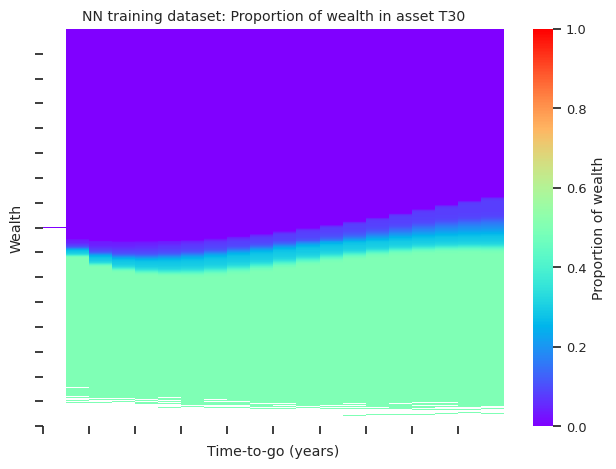 NN training dataset: Proportion of wealth in asset T30
Wealth
Time-to-go (years)
1.0
0.8
0.6
0.4
0.2
0.0
Proportion of wealth